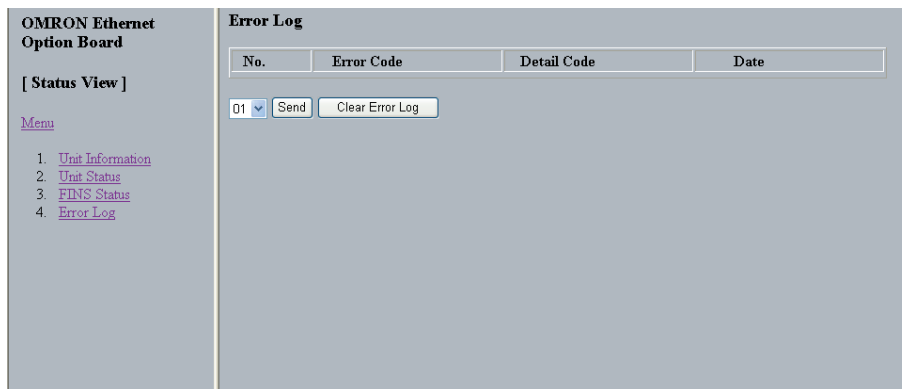 OMRON Ethernet
Option Board
[ Status View ]
Menu
1. Unit Information
2. Unit Status
3. FINS Status
4. Error Log
Error Log
No. Error Code Detail Code Date
01 Send Clear Error Log